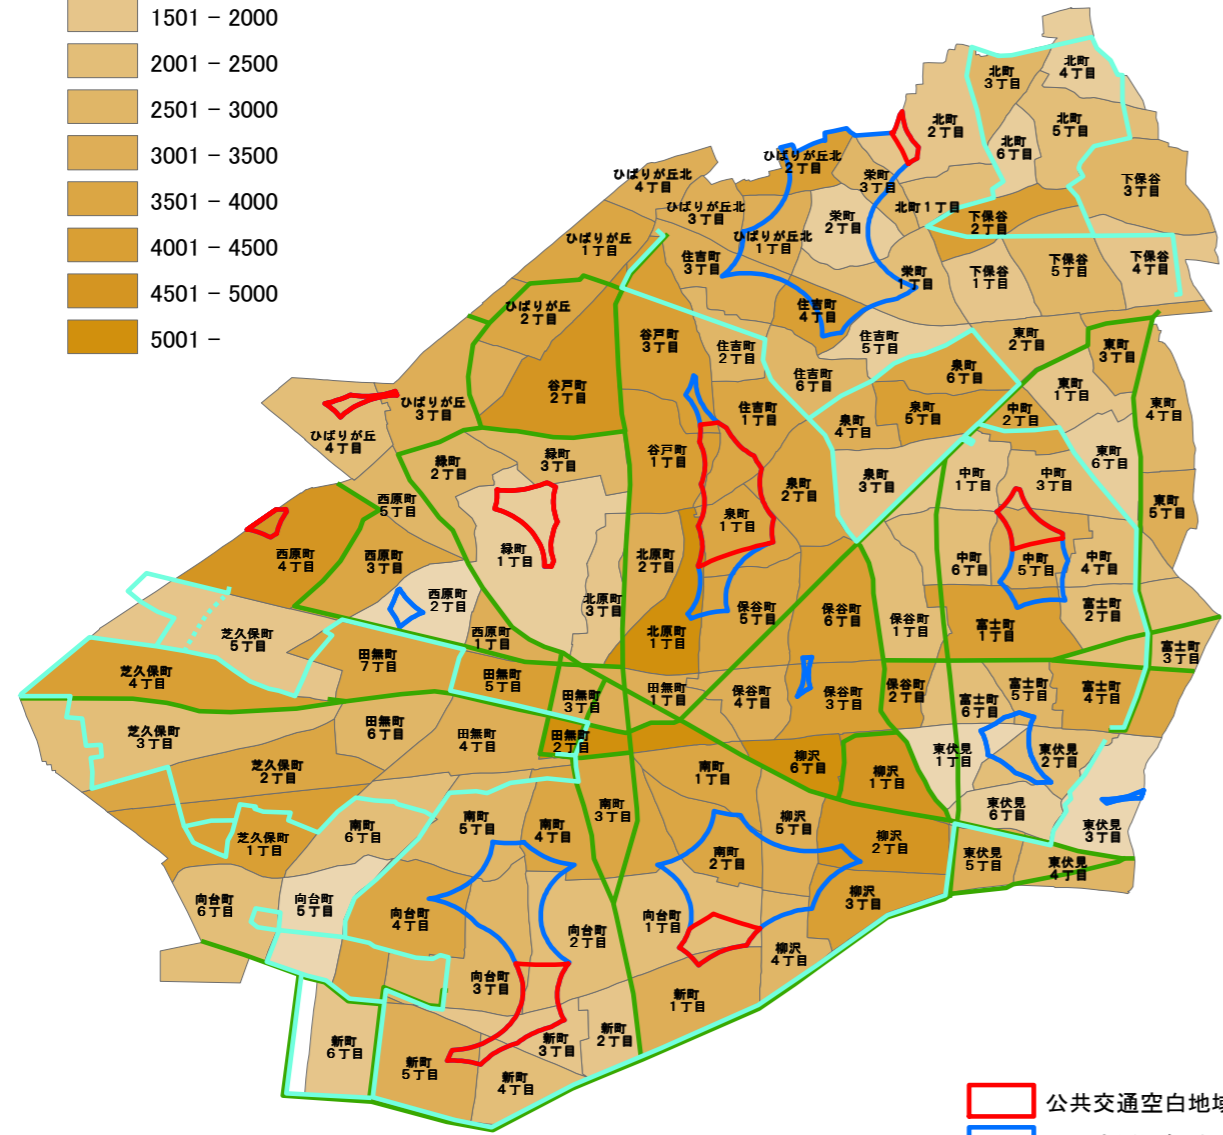 1501 - 2000
2001 - 2500
2501 - 3000
3001 - 3500
3501 - 4000
4001 - 4500
4501 - 5000
5001 -
北町
4丁目
北町
3丁目
北町
2丁目
北町
5丁目
北町
6丁目
ひばりが丘北
2丁目
ひばりが丘北
4丁目
栄町
3丁目
下保谷
3丁目
ひばりが丘北
3丁目
北町1丁目
栄町
2丁目
下保谷
2丁目
ひばりが丘
1丁目
ひばりが丘北
1丁目
住吉町
3丁目
栄町
1丁目
下保谷
1丁目
下保谷
5丁目
下保谷
4丁目
ひばりが丘
2丁目
住吉町
4丁目
谷戸町
3丁目
住吉町
2丁目
住吉町
5丁目
東町
2丁目
東町
3丁目
谷戸町
2丁目
住吉町
6丁目
泉町
6丁目
東町
1丁目
ひばりが丘
3丁目
住吉町
1丁目
泉町
4丁目
泉町
5丁目
中町
2丁目
東町
4丁目
ひばりが丘
4丁目
緑町
2丁目
緑町
3丁目
谷戸町
1丁目
泉町
2丁目
泉町
3丁目
中町
1丁目
中町
3丁目
東町
6丁目
西原町
5丁目
泉町
1丁目
東町
5丁目
西原町
4丁目
西原町
3丁目
緑町
1丁目
北原町
2丁目
中町
6丁目
中町
5丁目
中町
4丁目
西原町
2丁目
北原町
3丁目
保谷町
5丁目
保谷町
6丁目
保谷町
1丁目
富士町
1丁目
富士町
2丁目
芝久保町
5丁目
西原町
1丁目
北原町
1丁目
富士町
3丁目
芝久保町
4丁目
田無町
7丁目
田無町
5丁目
田無町
3丁目
田無町
1丁目
保谷町
4丁目
保谷町
3丁目
保谷町
2丁目
富士町
6丁目
富士町
5丁目
富士町
4丁目
芝久保町
3丁目
田無町
6丁目
田無町
4丁目
田無町
2丁目
東伏見
1丁目
東伏見
2丁目
芝久保町
2丁目
南町
1丁目
柳沢
6丁目
柳沢
1丁目
東伏見
6丁目
東伏見
3丁目
芝久保町
1丁目
南町
6丁目
南町
5丁目
南町
4丁目
南町
3丁目
柳沢
5丁目
柳沢
2丁目
南町
2丁目
東伏見
5丁目
東伏見
4丁目
向台町
6丁目
向台町
5丁目
向台町
4丁目
向台町
2丁目
向台町
1丁目
柳沢
3丁目
柳沢
4丁目
向台町
3丁目
新町
1丁目
新町
6丁目
新町
5丁目
新町
3丁目
新町
2丁目
新町
4丁目
公共交通空白地域